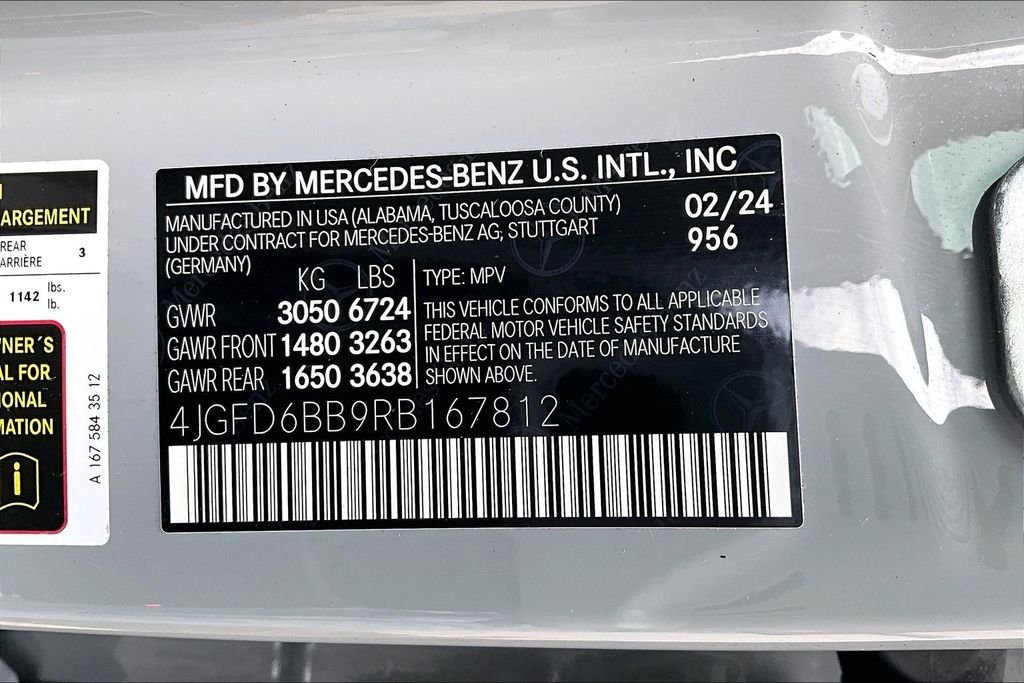 ARGEMENT
REAR
ARRIÈRE
3
1142
lbs.
lb.
NER´S
AL FOR
IONAL
MATION
i
A 167 584 35 12
MFD BY MERCEDES-BENZ U.S. INTL., INC
MANUFACTURED IN USA (ALABAMA, TUSCALOOSA COUNTY)
02/24
UNDER CONTRACT FOR MERCEDES-BENZ AG; STUTTGART
956
(GERMANY)
KG LBS
TYPE: MPV
GVWR 3050 6724
GAWR FRONT 1480 3263
GAWR REAR 1650 3638
THIS VEHICLE CONFORMS TO ALL APPLICABLE
FEDERAL MOTOR VEHICLE SAFETY STANDARDS
IN EFFECT ON THE DATE OF MANUFACTURE
SHOWN ABOVE.
4JGFD6BB9RB167812